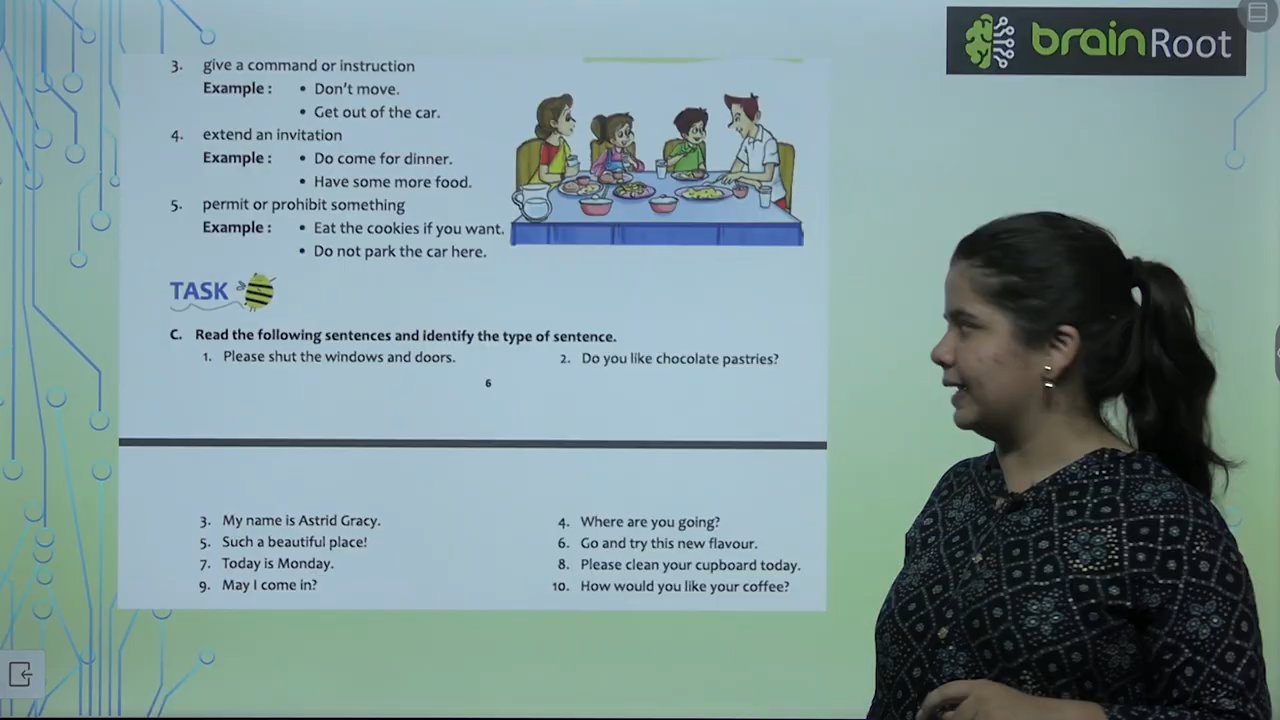 brainRoot
3. give a command or instruction
Example : • Don't move.
• Get out of the car.
4. extend an invitation
Example : • Do come for dinner.
• Have some more food.
5. permit or prohibit something
Example : • Eat the cookies if you want.
• Do not park the car here.
TASK
C. Read the following sentences and identify the type of sentence.
1. Please shut the windows and doors. 2. Do you like chocolate pastries?
6
3. My name is Astrid Gracy. 4. Where are you going?
5. Such a beautiful place! 6. Go and try this new flavour.
7. Today is Monday. 8. Please clean your cupboard today.
9. May I come in? 10. How would you like your coffee?